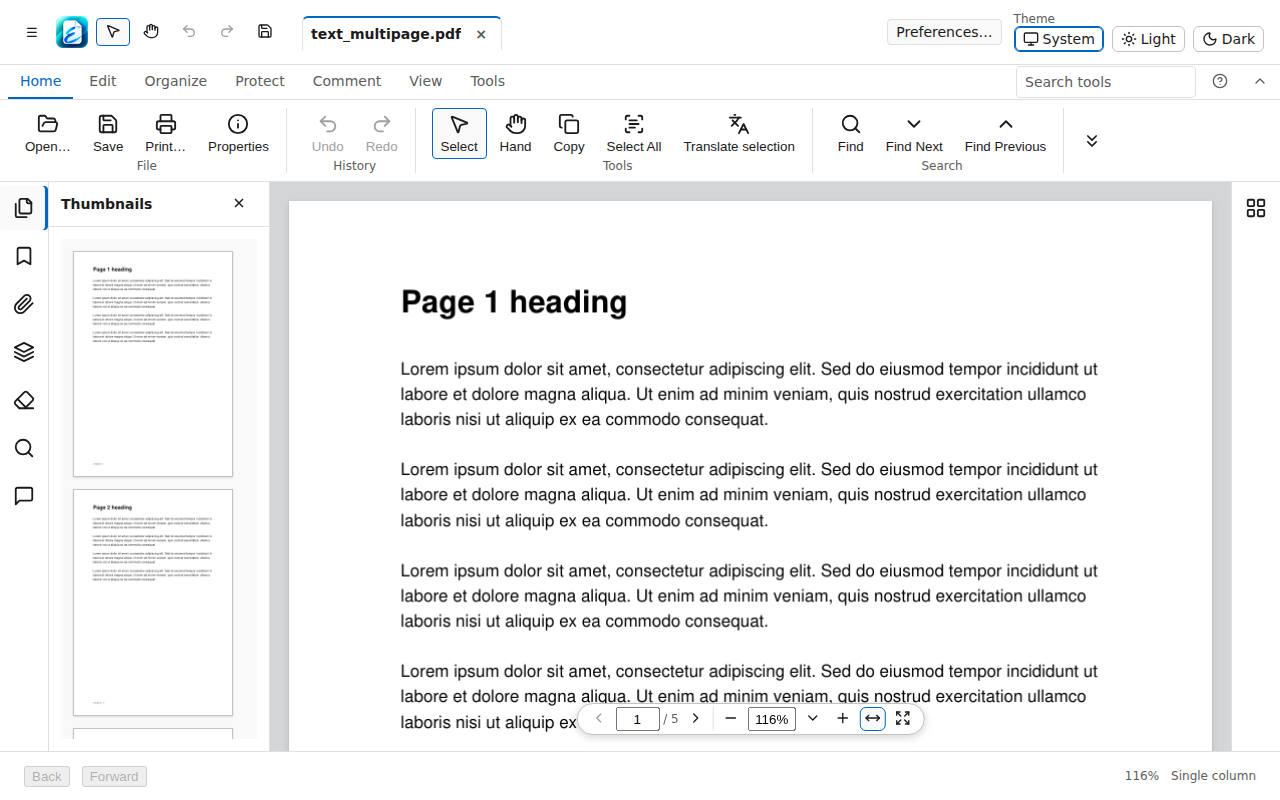 text_multipage.pdf
Preferences...
Theme
System
Light
Dark
Home
Edit
Organize
Protect
Comment
View
Tools
Search tools
Open...
Save
Print...
Properties
File
Undo
Redo
History
Select
Hand
Copy
Select All
Translate selection
Tools
Find
Find Next
Find Previous
Search
Thumbnails
Page 1 heading
Page 2 heading
Page 1 heading
Lorem ipsum dolor sit amet, consectetur adipiscing elit. Sed do eiusmod tempor incididunt ut
labore et dolore magna aliqua. Ut enim ad minim veniam, quis nostrud exercitation ullamco
laboris nisi ut aliquip ex ea commodo consequat.
Lorem ipsum dolor sit amet, consectetur adipiscing elit. Sed do eiusmod tempor incididunt ut
labore et dolore magna aliqua. Ut enim ad minim veniam, quis nostrud exercitation ullamco
laboris nisi ut aliquip ex ea commodo consequat.
Lorem ipsum dolor sit amet, consectetur adipiscing elit. Sed do eiusmod tempor incididunt ut
labore et dolore magna aliqua. Ut enim ad minim veniam, quis nostrud exercitation ullamco
laboris nisi ut aliquip ex ea commodo consequat.
Lorem ipsum dolor sit amet, consectetur adipiscing elit. Sed do eiusmod tempor incididunt ut
labore et dolore magna aliqua. Ut enim ad minim veniam, quis nostrud exercitation ullamco
laboris nisi ut aliquip ex
1 / 5
116%
Back
Forward
116%
Single column